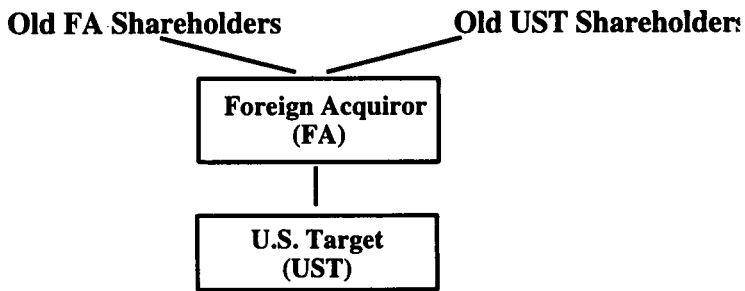 Old FA Shareholders
Old UST Shareholders
Foreign Acquiror
(FA)
U.S. Target
(UST)